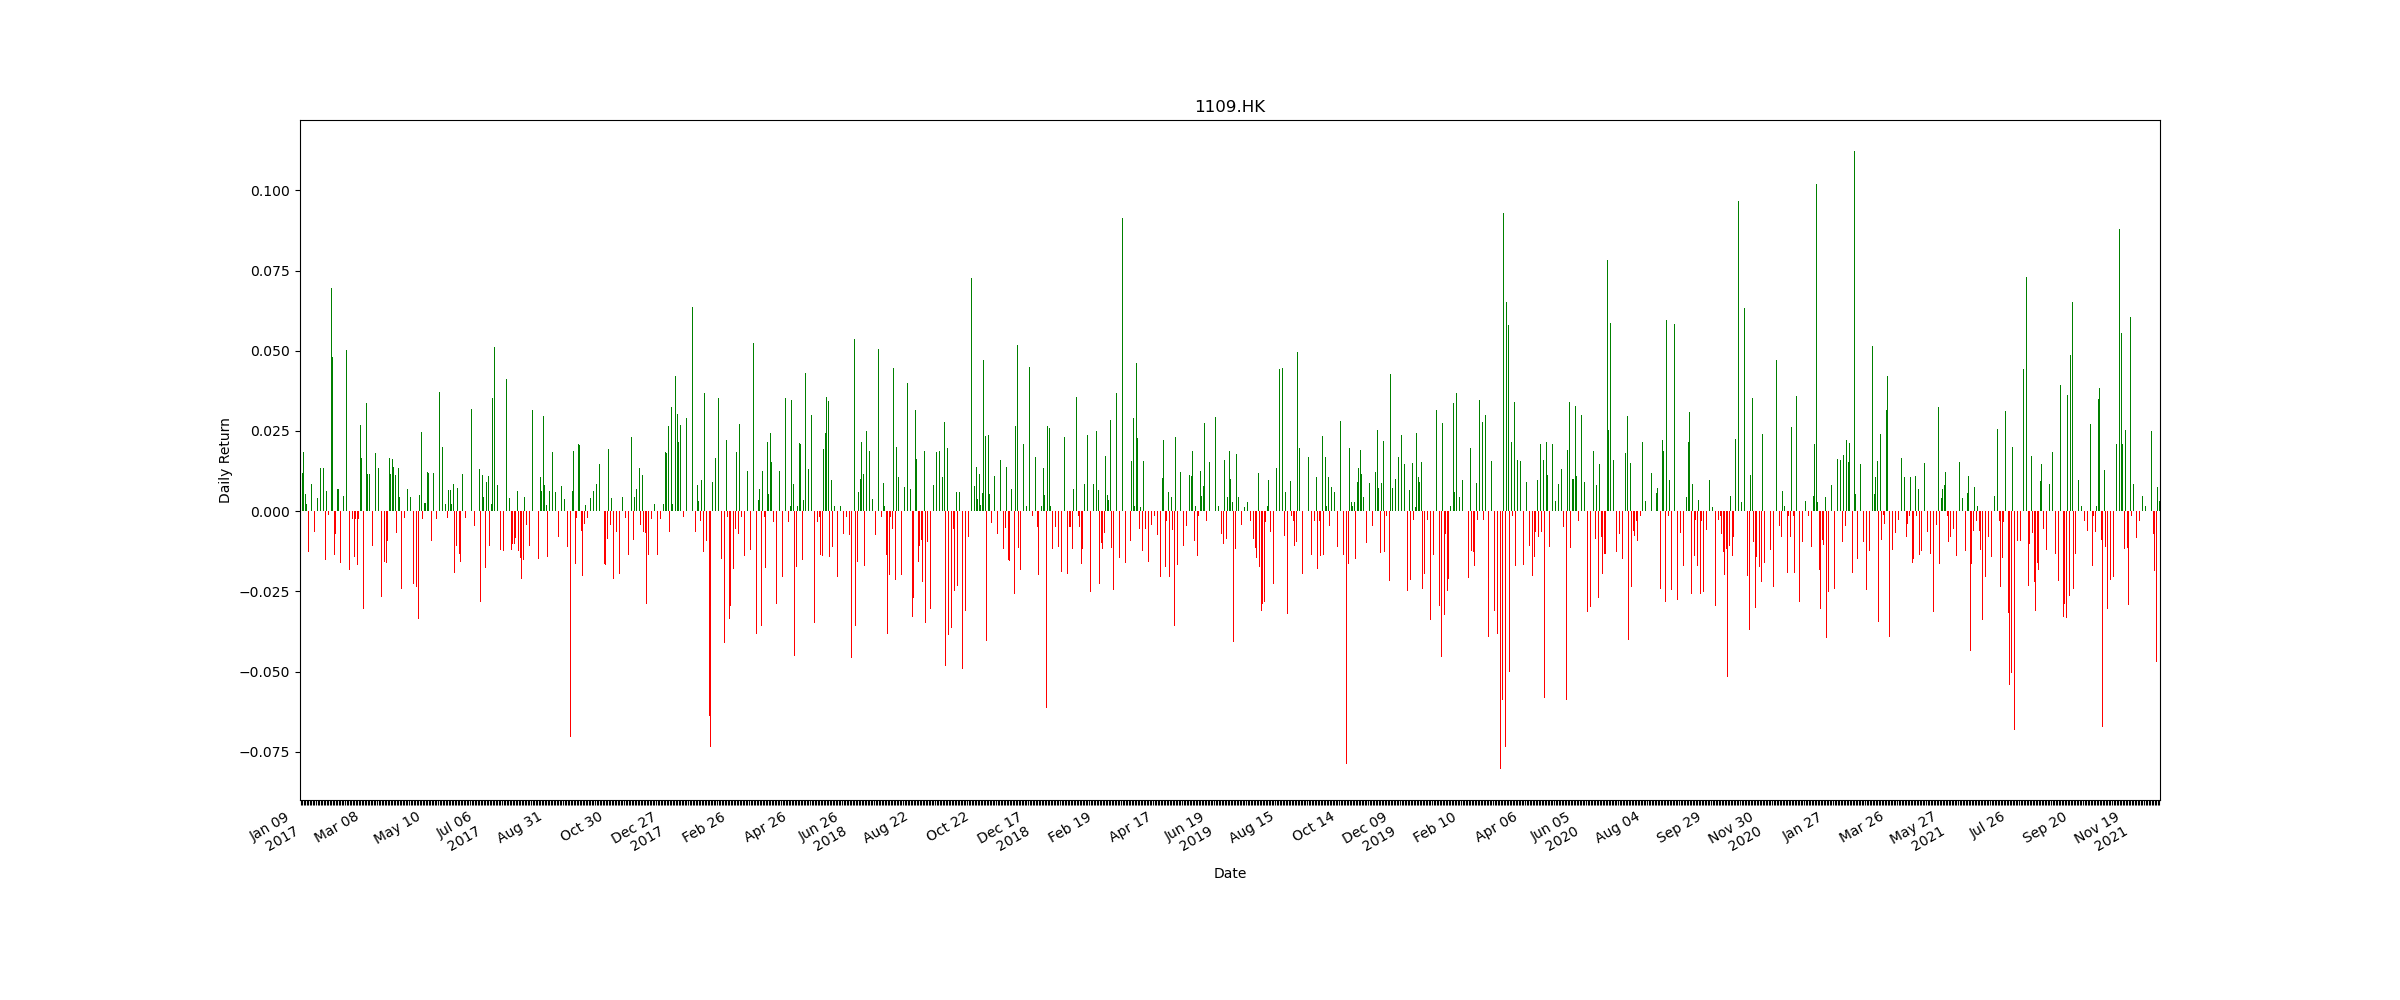 1109.HK
0.100
0.075
0.050
0.025
0.000
−0.025
−0.050
−0.075
Daily Return
Jan 09
2017
Mar 08
May 10
Jul 06
2017
Aug 31
Oct 30
Dec 27
2017
Feb 26
Apr 26
Jun 26
2018
Aug 22
Oct 22
Dec 17
2018
Feb 19
Apr 17
Jun 19
2019
Aug 15
Oct 14
Dec 09
2019
Feb 10
Apr 06
Jun 05
2020
Aug 04
Sep 29
Nov 30
2020
Jan 27
Mar 26
May 27
2021
Jul 26
Sep 20
Nov 19
2021
Date